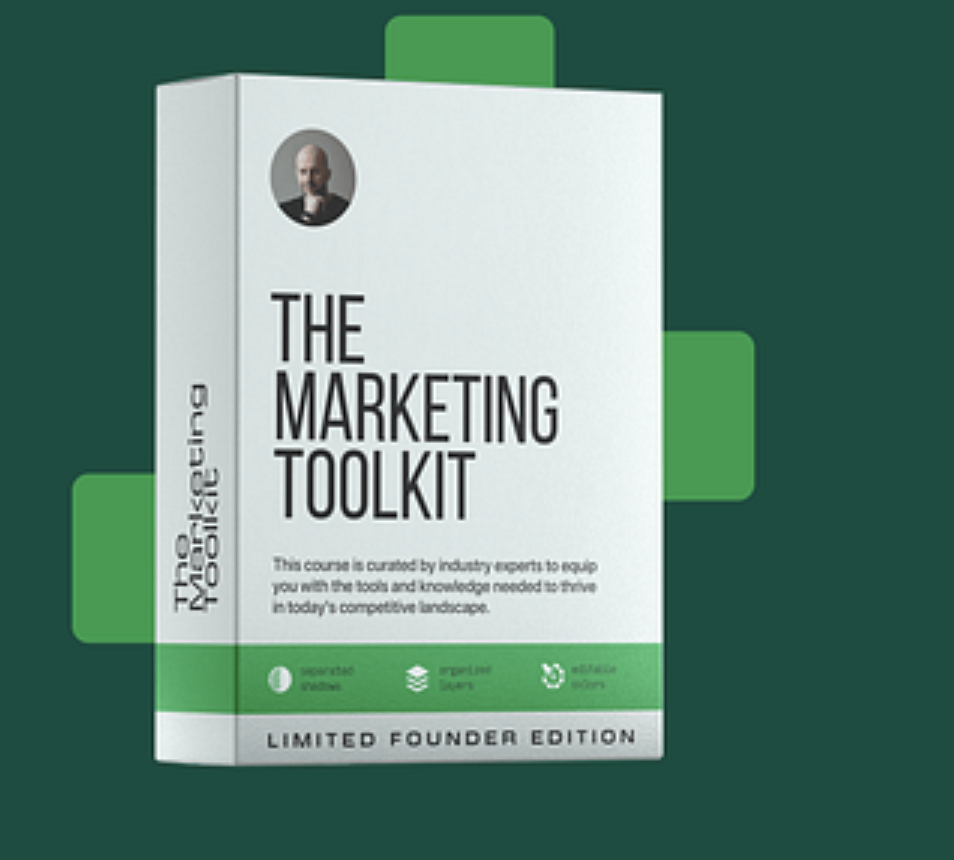 THE
MARKETING
TOOLKIT
This course is curated by industry experts to equip
you with the tools and knowledge needed to thrive
in today's competitive landscape.
separated
shadows
organized
layers
editable
colors
LIMITED FOUNDER EDITION
The
Marketing
Toolkit